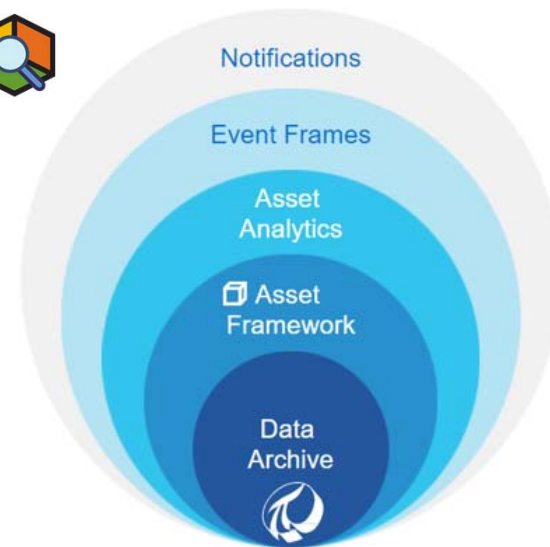 Notifications
Event Frames
Asset
Analytics
Asset
Framework
Data
Archive